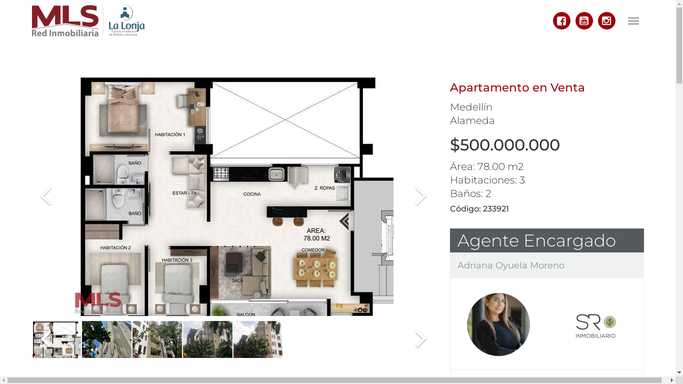 MLS
Red Inmobiliaria
La Lonja
Apartamento en Venta
Medellín
Alameda
$500.000.000
Área: 78.00 m2
Habitaciones: 3
Baños: 2
Código: 233921
Agente Encargado
Adriana Oyuela Moreno
SR
INMOBILIARIO
HABITACIÓN 1
BAÑO
ESTAR
COCINA
Z. ROPAS
BAÑO
AREA:
78.00 M2
HABITACIÓN 2
HABITACIÓN 3
COMEDOR
MLS
BALCON